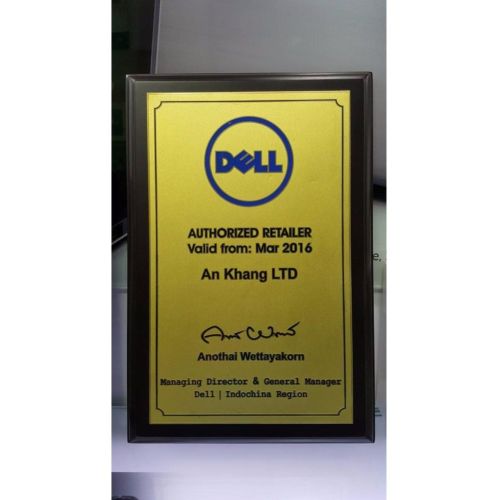 DELL
AUTHORIZED RETAILER
Valid from: Mar 2016
An Khang LTD
Anothai Wettayakorn
Managing Director & General Manager
Dell | Indochina Region